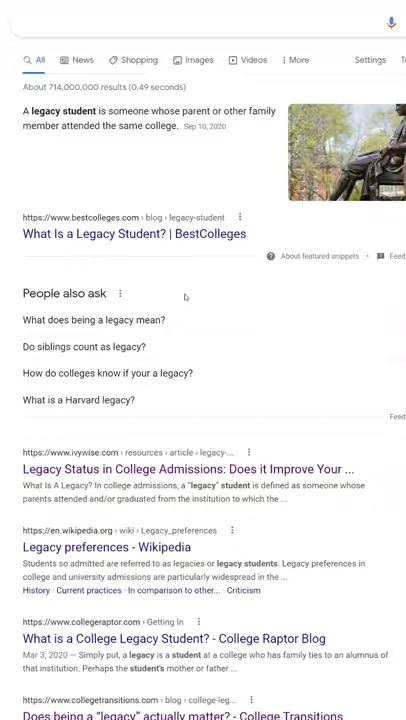 All News Shopping Images Videos More Settings
About 714,000,000 results (0.49 seconds)
A legacy student is someone whose parent or other family
member attended the same college. Sep 10, 2020
https://www.bestcolleges.com › blog › legacy-student
What Is a Legacy Student? | BestColleges
About featured snippets • Feed
People also ask
What does being a legacy mean?
Do siblings count as legacy?
How do colleges know if your a legacy?
What is a Harvard legacy?
Feed
https://www.ivywise.com › resources › article › legacy-...
Legacy Status in College Admissions: Does it Improve Your ...
What Is A Legacy? In college admissions, a “legacy” student is defined as someone whose
parents attended and/or graduated from the institution to which the ...
https://en.wikipedia.org › wiki › Legacy_preferences
Legacy preferences - Wikipedia
Students so admitted are referred to as legacies or legacy students. Legacy preferences in
college and university admissions are particularly widespread in the ...
History · Current practices · In comparison to other... · Criticism
https://www.collegeraptor.com › Getting In
What is a College Legacy Student? - College Raptor Blog
Mar 3, 2020 — Simply put, a legacy is a student at a college who has family ties to an alumnus of
that institution. Perhaps the student's mother or father ...
https://www.collegetransitions.com › blog › college-leg...
Does being a “legacy” actually matter? - College Transitions